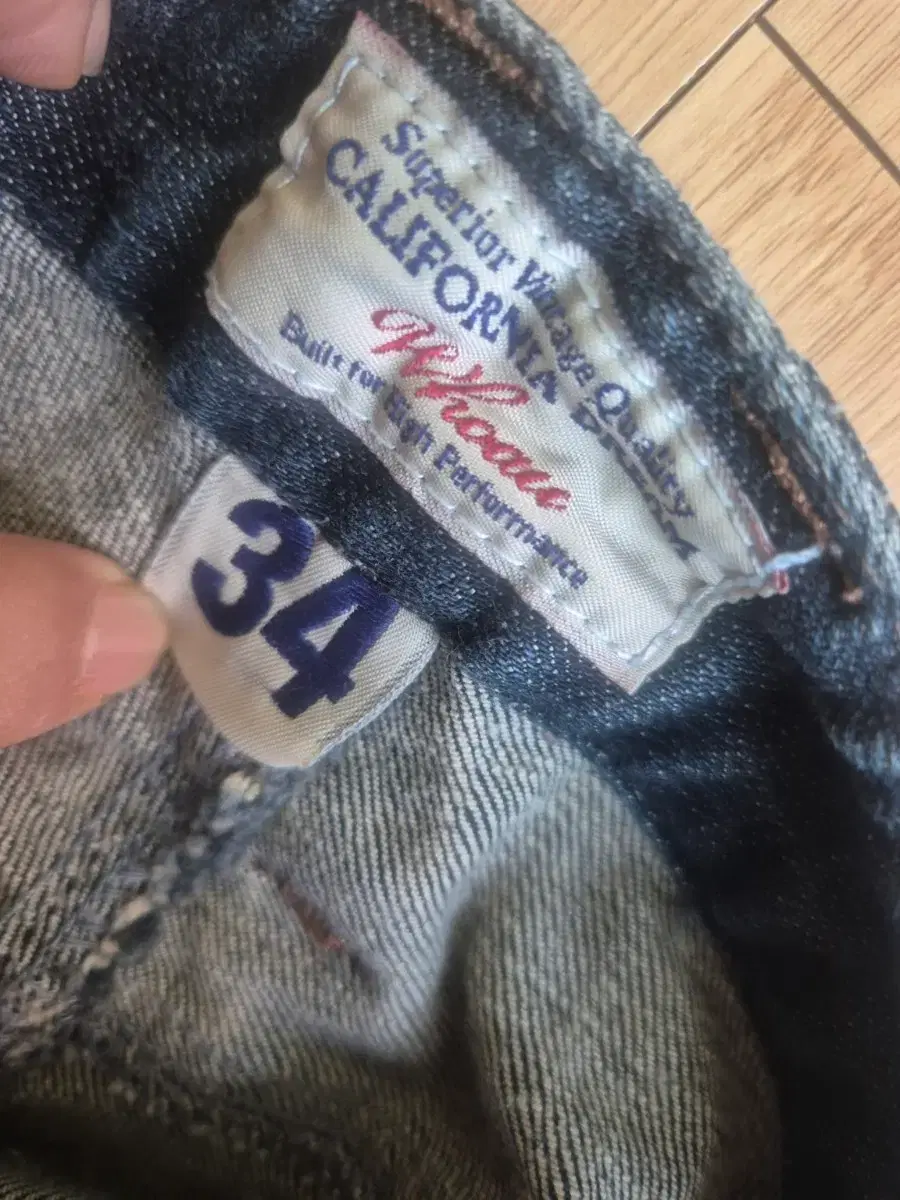 Superior Vintage Quality
CALIFORNIA DENIM
Whoau
Built for High Performance
34